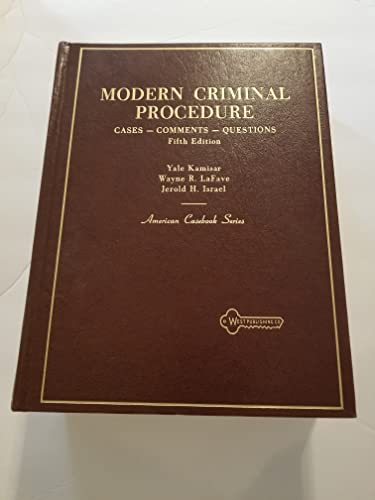 MODERN CRIMINAL
PROCEDURE
CASES — COMMENTS — QUESTIONS
Fifth Edition
Yale Kamisar
Wayne R. LaFave
Jerold H. Israel
American Casebook Series
WEST PUBLISHING CO